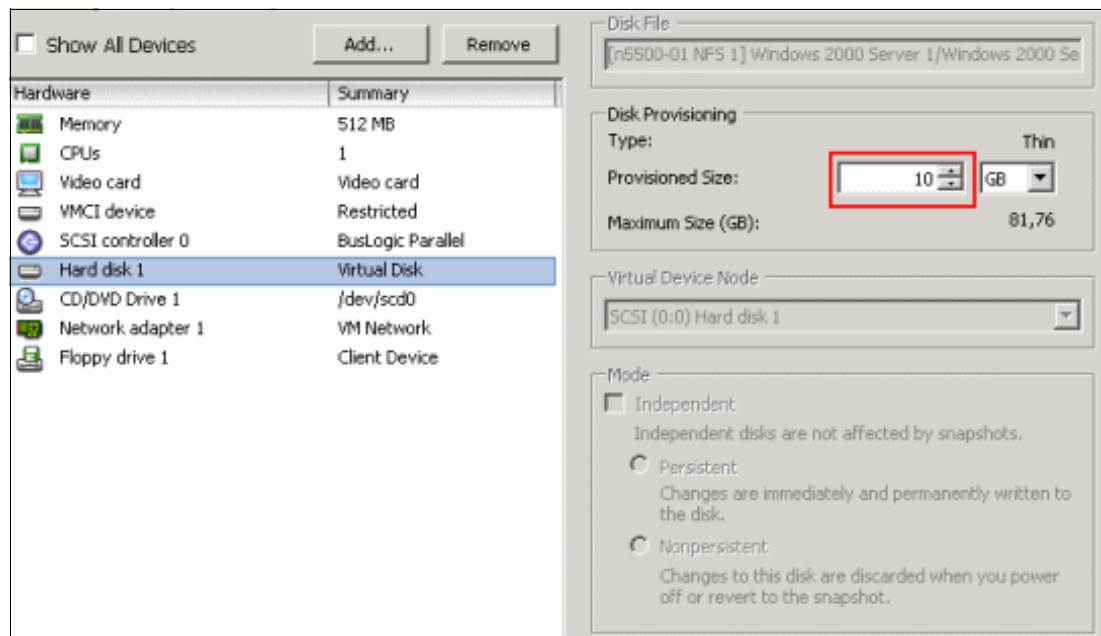 Show All Devices
Add...
Remove
Hardware
Summary
Memory
512 MB
CPUs
1
Video card
Video card
VMCI device
Restricted
SCSI controller 0
BusLogic Parallel
Hard disk 1
Virtual Disk
CD/DVD Drive 1
/dev/scd0
Network adapter 1
VM Network
Floppy drive 1
Client Device
Disk File
[n5500-01 NFS 1] Windows 2000 Server 1/Windows 2000 Se
Disk Provisioning
Type:
Thin
Provisioned Size:
10
GB
Maximum Size (GB):
81,76
Virtual Device Node
SCSI (0:0) Hard disk 1
Mode
Independent
Independent disks are not affected by snapshots.
Persistent
Changes are immediately and permanently written to
the disk.
Nonpersistent
Changes to this disk are discarded when you power
off or revert to the snapshot.